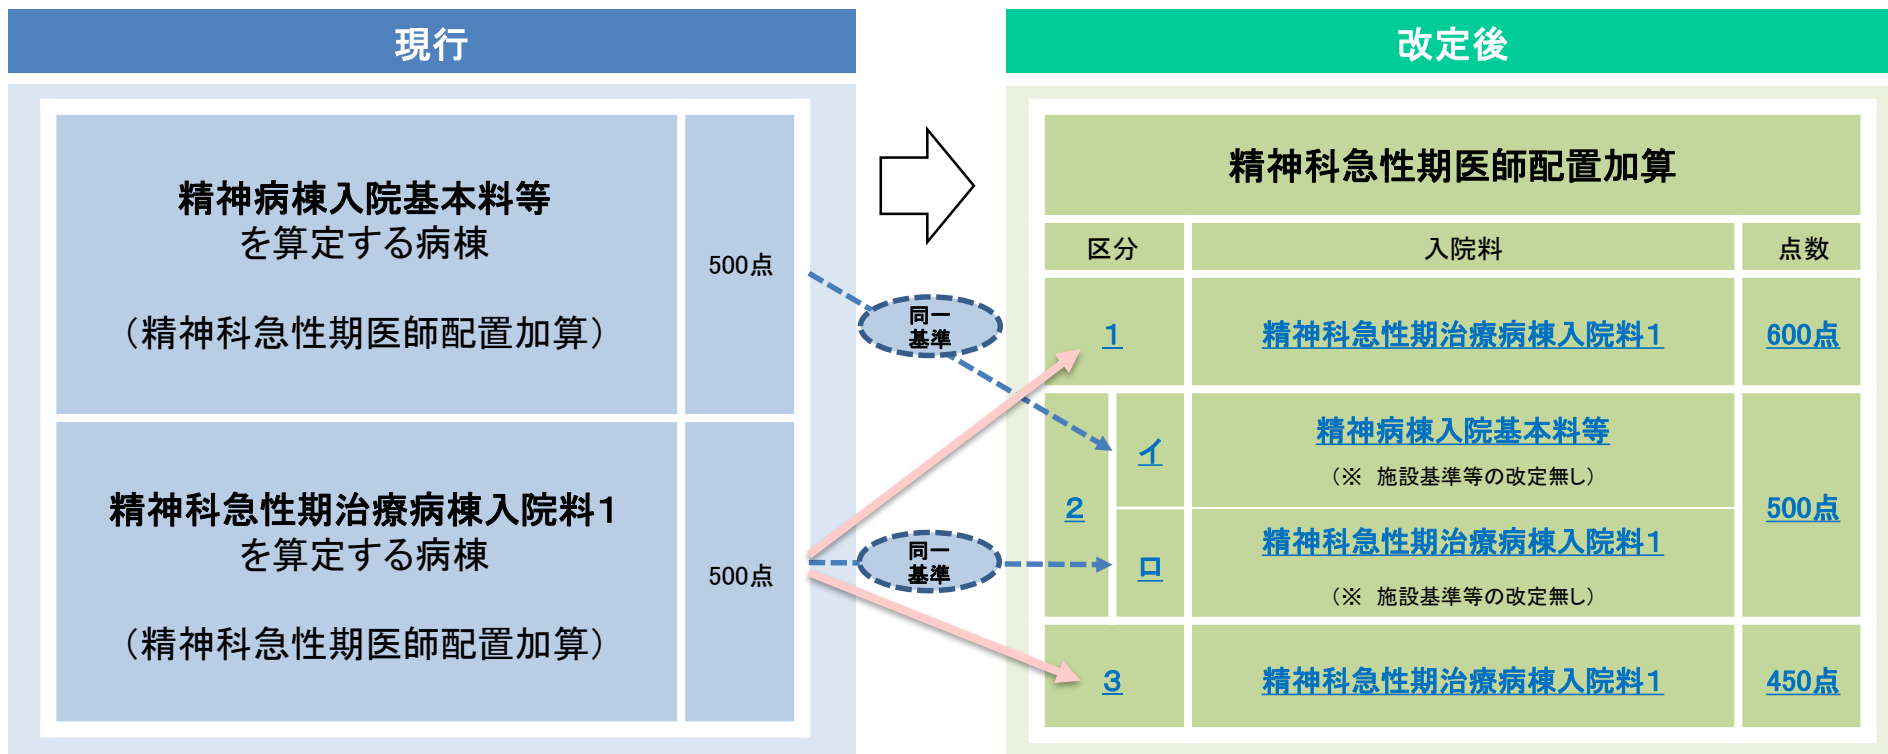 現行
精神病棟入院基本料等
を算定する病棟
（精神科急性期医師配置加算）
500点
精神科急性期治療病棟入院料1
を算定する病棟
（精神科急性期医師配置加算）
500点
同一
基準
同一
基準
改定後
精神科急性期医師配置加算
区分 入院料 点数
1 精神科急性期治療病棟入院料1 600点
2
イ
精神病棟入院基本料等
（※ 施設基準等の改定無し）
500点
ロ
精神科急性期治療病棟入院料1
（※ 施設基準等の改定無し）
3 精神科急性期治療病棟入院料1 450点